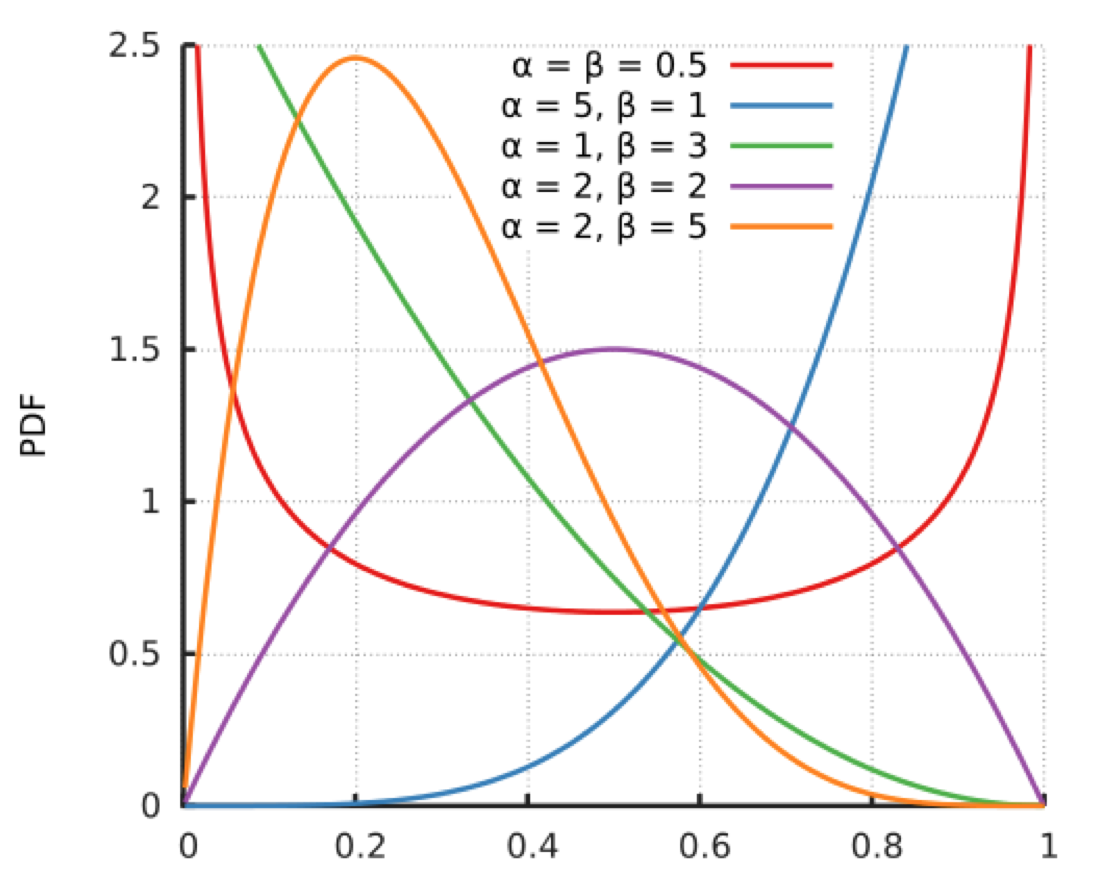 2.5
α = β = 0.5
α = 5, β = 1
α = 1, β = 3
2
α = 2, β = 2
α = 2, β = 5
1.5
PDF
1
0.5
0
0 0.2 0.4 0.6 0.8 1